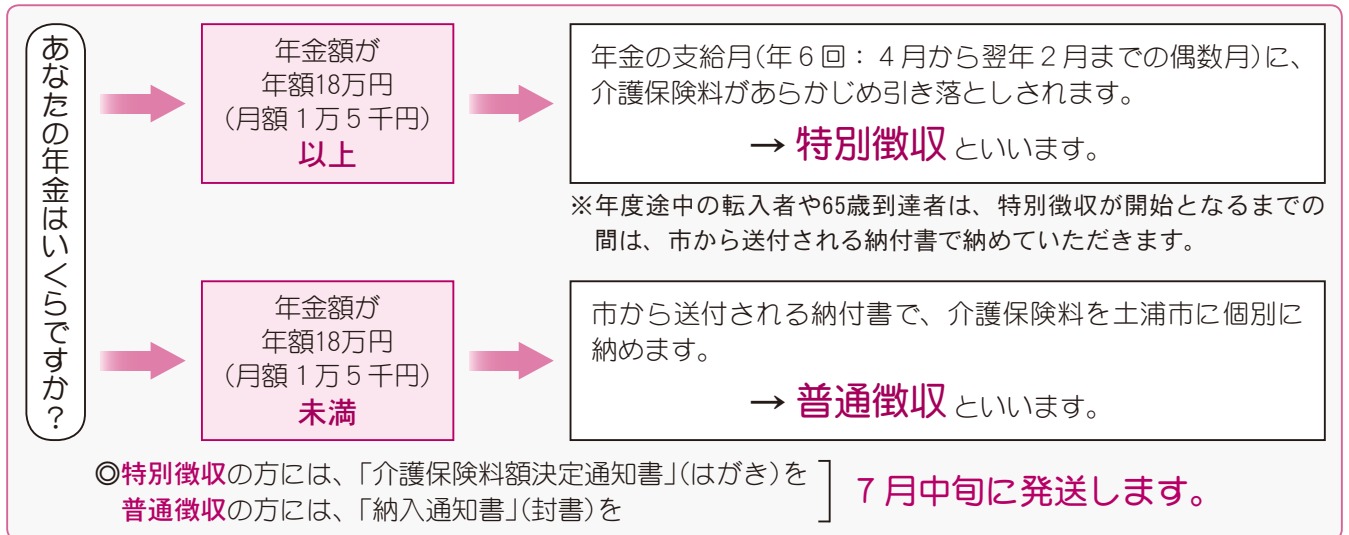 あなたの年金はいくらですか？
年金額が
年額18万円
（月額１万５千円）
以上
年金の支給月(年６回：４月から翌年２月までの偶数月)に、
介護保険料があらかじめ引き落としされます。
→ 特別徴収 といいます。
※年度途中の転入者や65歳到達者は、特別徴収が開始となるまでの
間は、市から送付される納付書で納めていただきます。
年金額が
年額18万円
（月額１万５千円）
未満
市から送付される納付書で、介護保険料を土浦市に個別に
納めます。
→ 普通徴収 といいます。
◎特別徴収の方には、「介護保険料額決定通知書」(はがき)を
普通徴収の方には、「納入通知書」(封書)を
７月中旬に発送します。